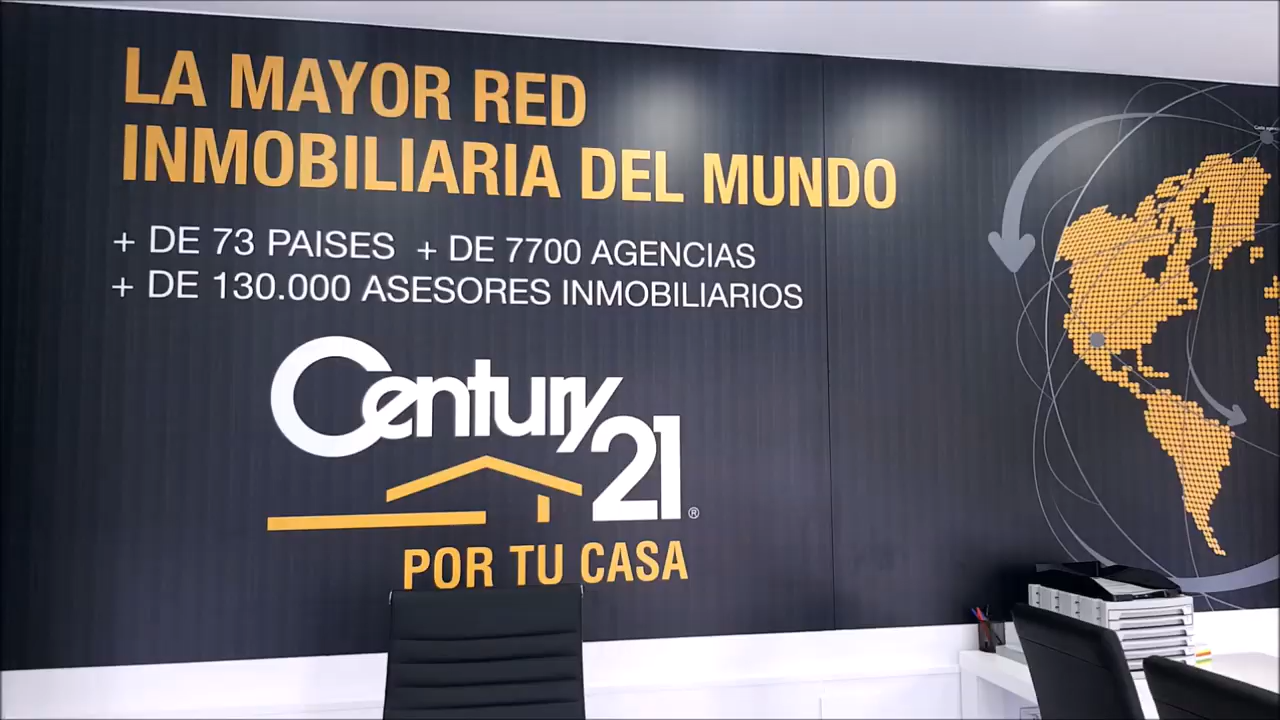 LA MAYOR RED
INMOBILIARIA DEL MUNDO
+ DE 73 PAISES + DE 7700 AGENCIAS
+ DE 130.000 ASESORES INMOBILIARIOS
Century
21®
POR TU CASA